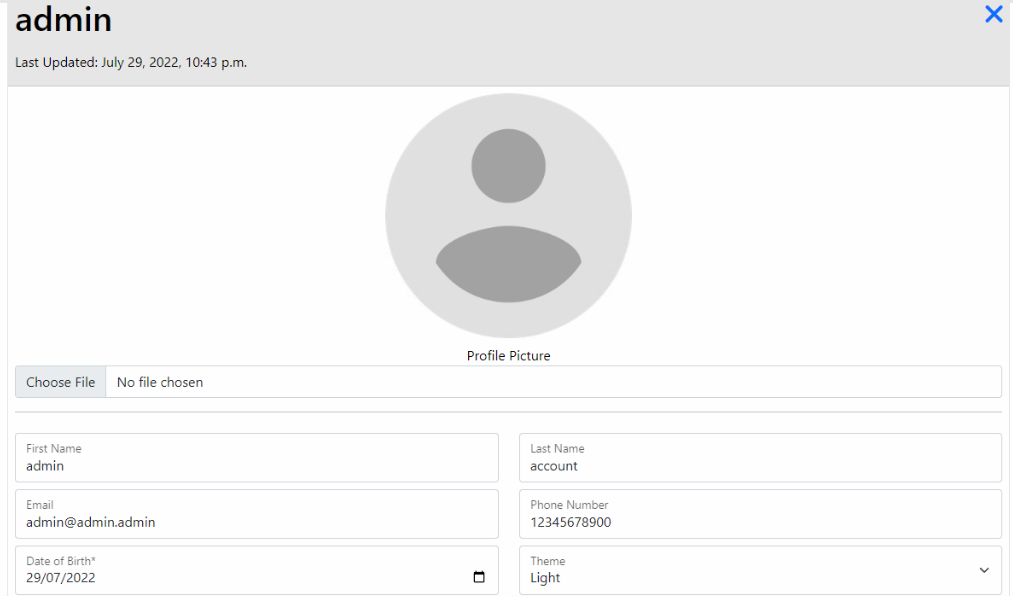 admin
Last Updated: July 29, 2022, 10:43 p.m.
Profile Picture
Choose File No file chosen
First Name
admin
Last Name
account
Email
admin@admin.admin
Phone Number
12345678900
Date of Birth*
29/07/2022
Theme
Light